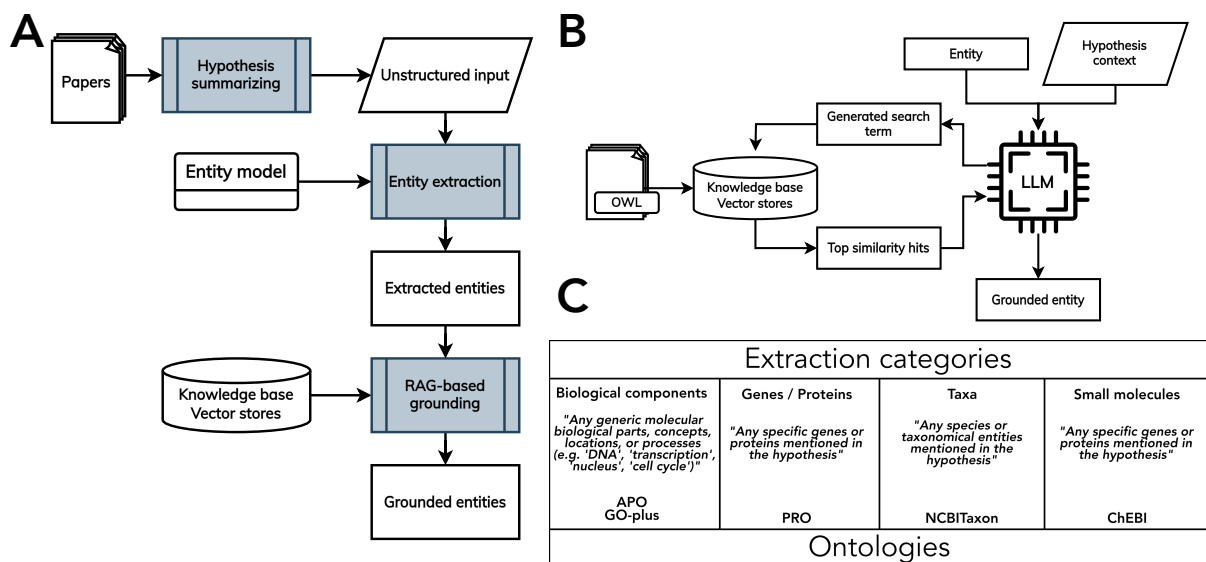 A
Papers
Hypothesis
summarizing
Unstructured input
Entity model
Entity extraction
Extracted entities
Knowledge base
Vector stores
RAG-based
grounding
Grounded entities
B
Entity
Hypothesis
context
Generated search
term
OWL
Knowledge base
Vector stores
LLM
Top similarity hits
Grounded entity
C
Extraction categories
Biological components
"Any generic molecular
biological parts, concepts,
locations, or processes
(e.g. 'DNA', 'transcription',
'nucleus', 'cell cycle')"
APO
GO-plus
Genes / Proteins
"Any specific genes or
proteins mentioned in
the hypothesis"
PRO
Taxa
"Any species or
taxonomical entities
mentioned in the
hypothesis"
NCBITaxon
Small molecules
"Any specific genes or
proteins mentioned in
the hypothesis"
ChEBI
Ontologies